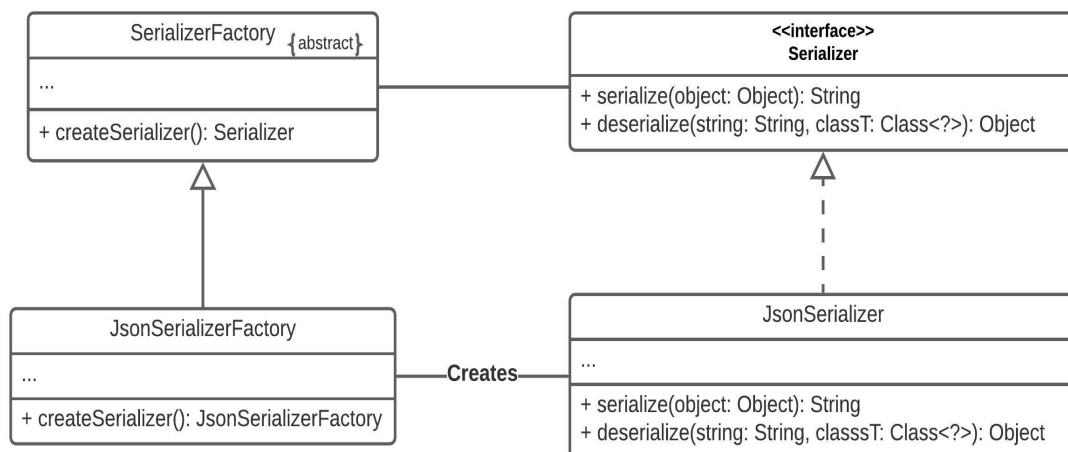 SerializerFactory
{abstract}
...
+ createSerializer(): Serializer
<<interface>>
Serializer
+ serialize(object: Object): String
+ deserialize(string: String, classT: Class<?>): Object
JsonSerializerFactory
...
+ createSerializer(): JsonSerializerFactory
Creates
JsonSerializer
...
+ serialize(object: Object): String
+ deserialize(string: String, classsT: Class<?>): Object